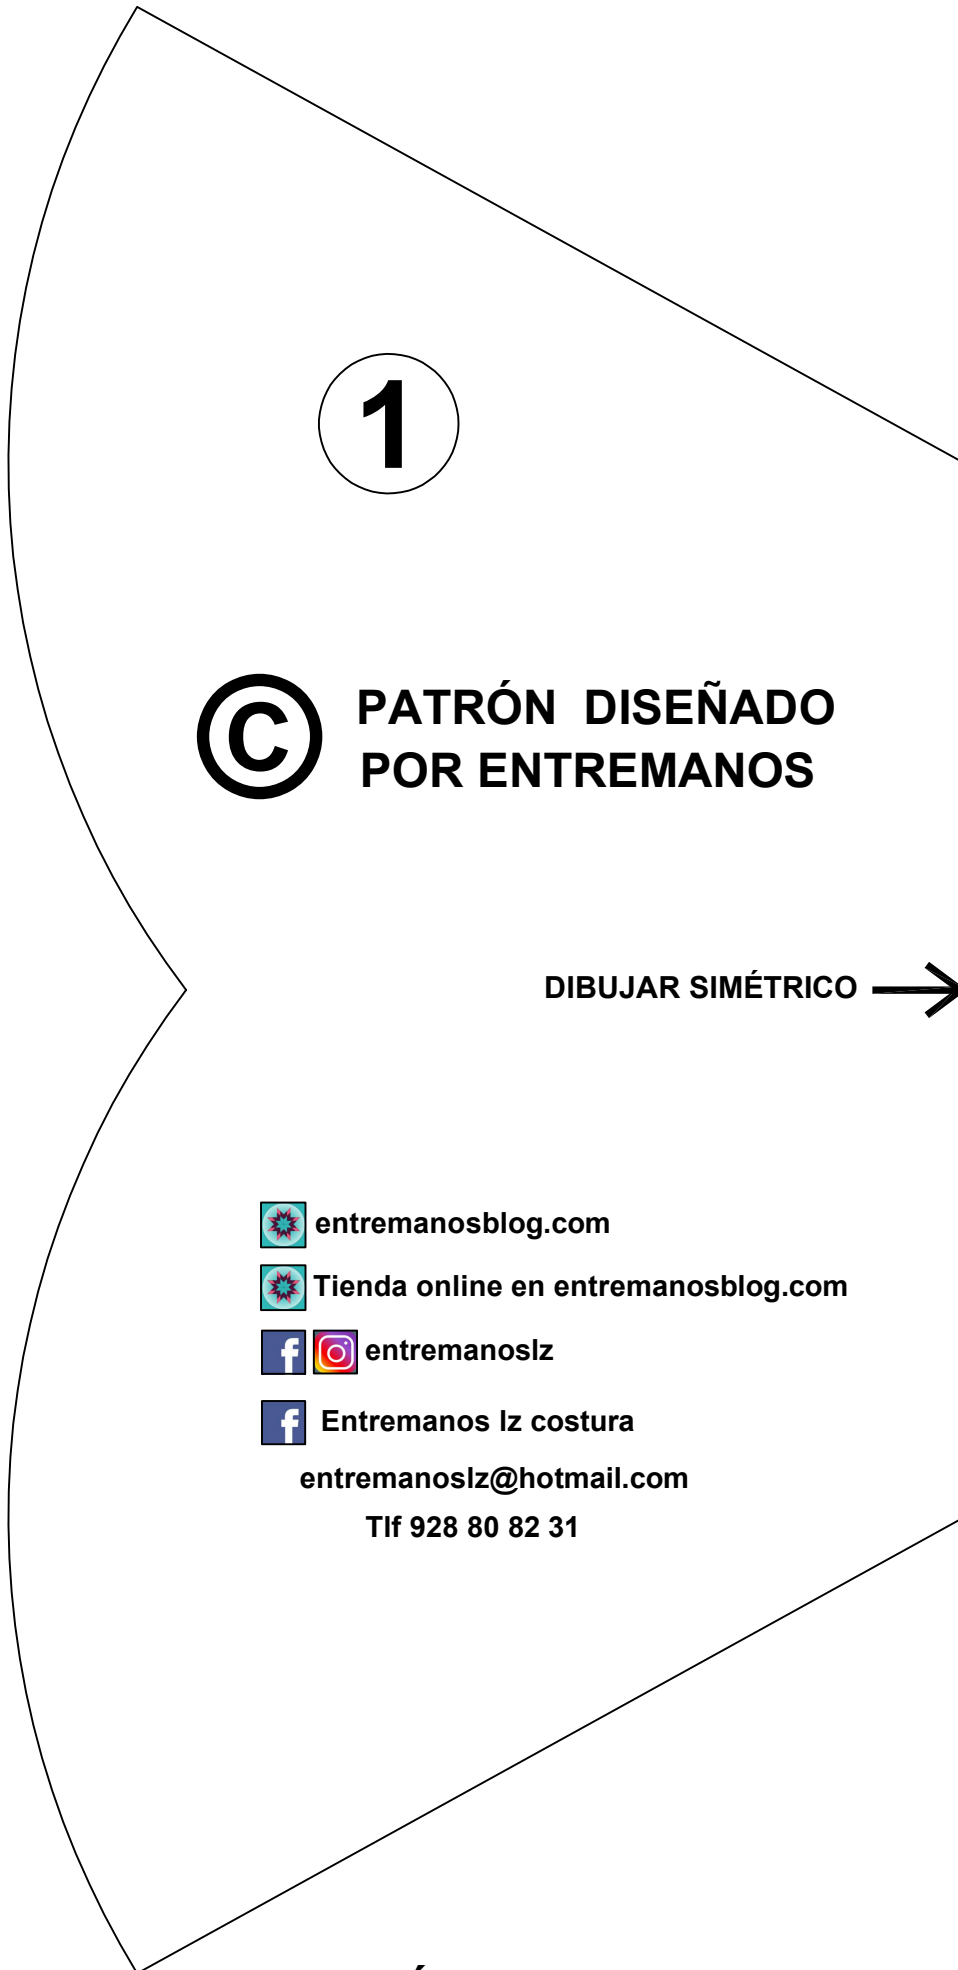 1
© PATRÓN DISEÑADO
POR ENTREMANOS
DIBUJAR SIMÉTRICO
entremanosblog.com
Tienda online en entremanosblog.com
entremanoslz
Entremanos lz costura
entremanoslz@hotmail.com
Tlf 928 80 82 31